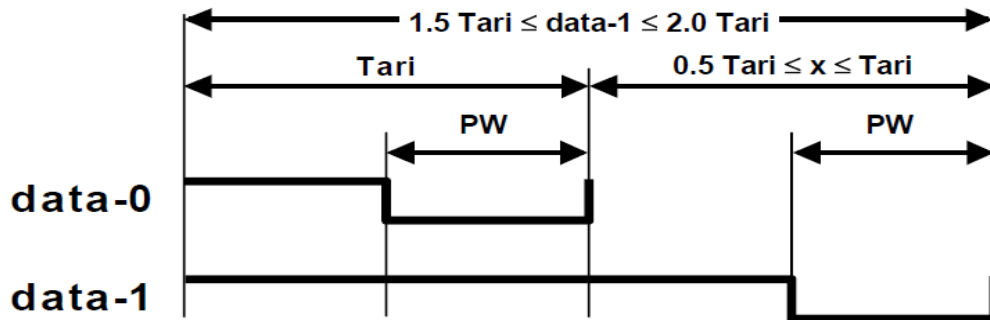 1.5 Tari ≤ data-1 ≤ 2.0 Tari
Tari 0.5 Tari ≤ x ≤ Tari
PW PW
data-0
data-1